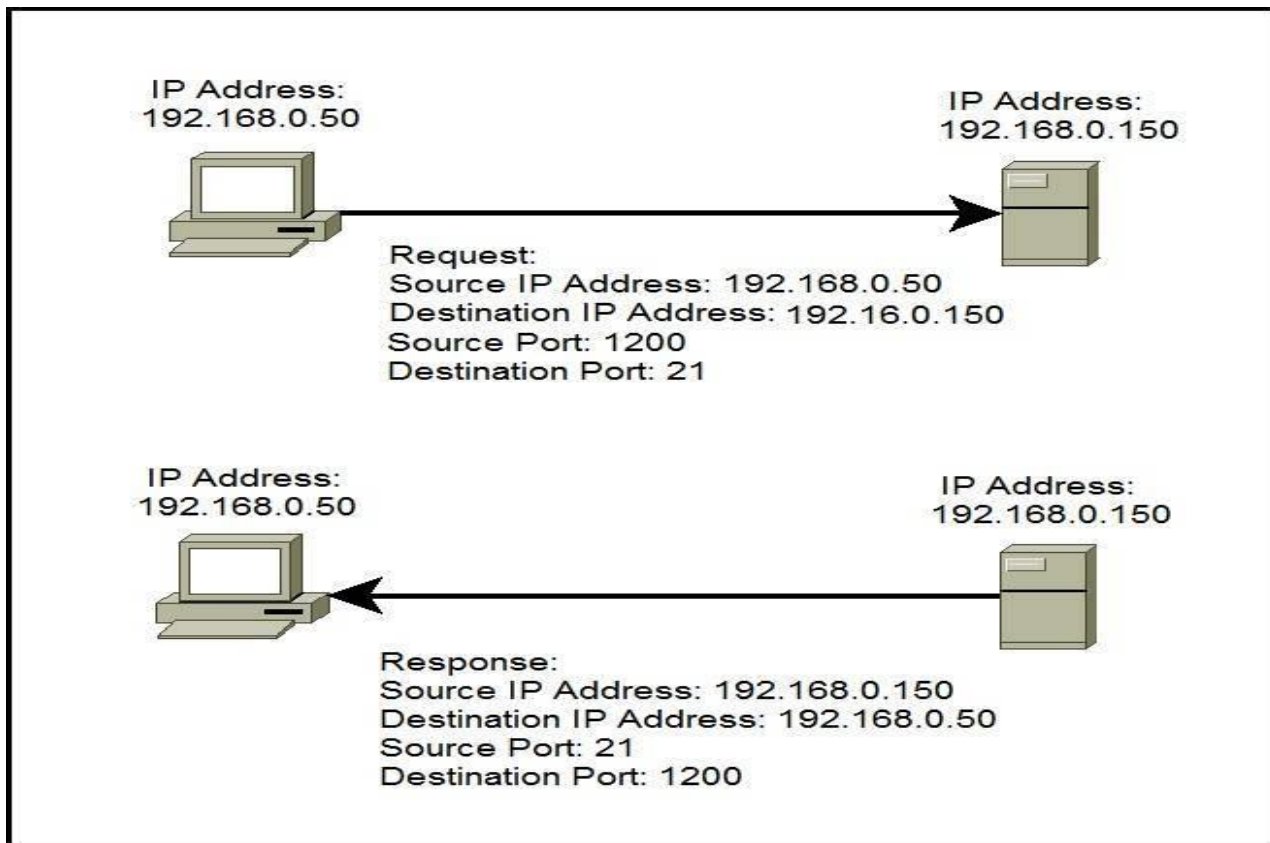 IP Address:
192.168.0.50
IP Address:
192.168.0.150
Request:
Source IP Address: 192.168.0.50
Destination IP Address: 192.16.0.150
Source Port: 1200
Destination Port: 21
IP Address:
192.168.0.50
IP Address:
192.168.0.150
Response:
Source IP Address: 192.168.0.150
Destination IP Address: 192.168.0.50
Source Port: 21
Destination Port: 1200